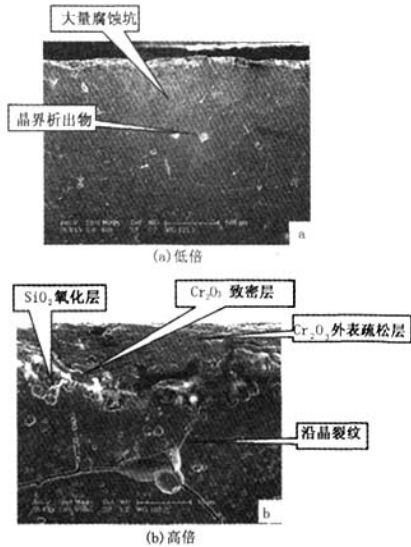 大量腐蚀坑
晶界析出物
a
(a)低倍
SiO₂氧化层
Cr₂O₃ 致密层
Cr₂O₃外表疏松层
沿晶裂纹
b
(b)高倍